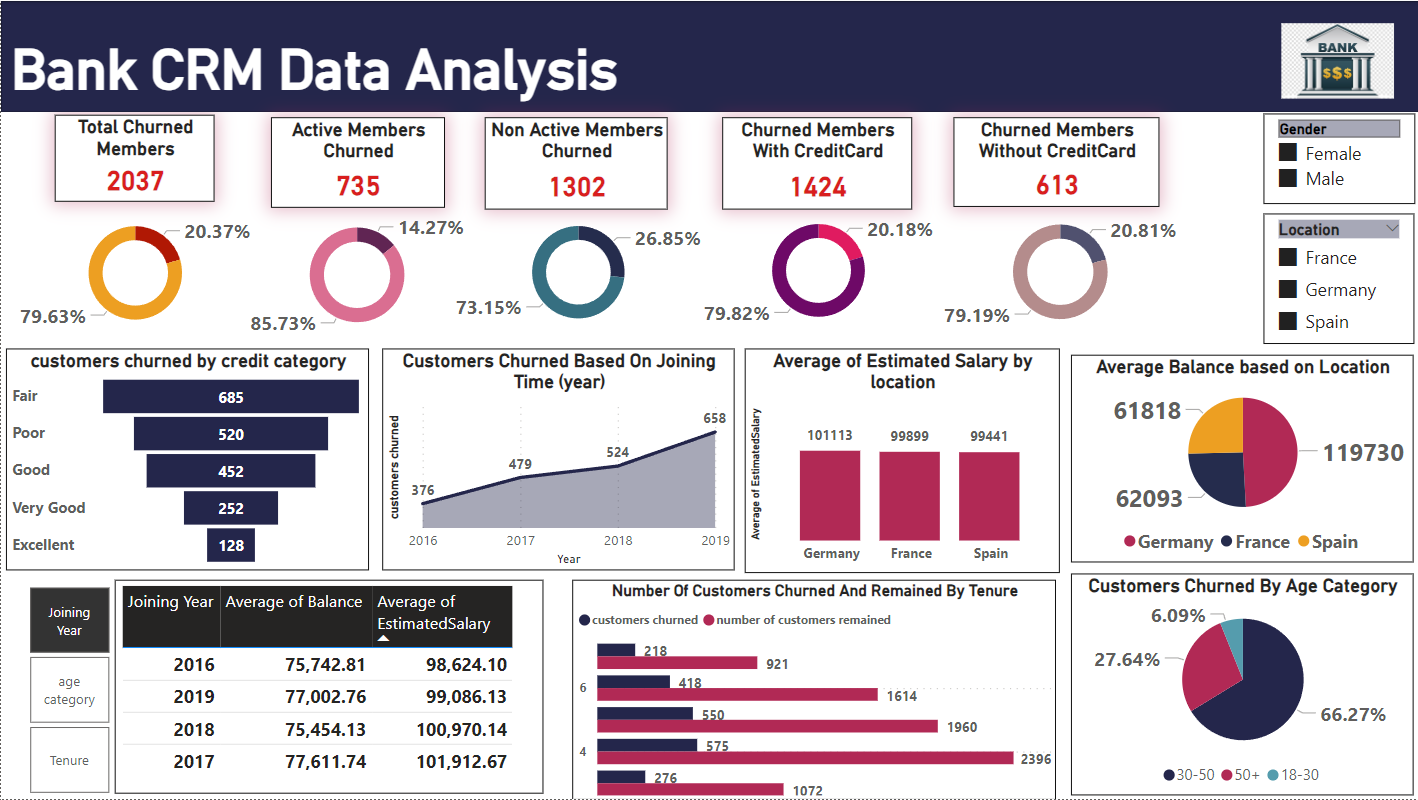 Bank CRM Data Analysis
BANK
$$$
Total Churned
Members
2037
Active Members
Churned
735
Non Active Members
Churned
1302
Churned Members
With CreditCard
1424
Churned Members
Without CreditCard
613
Gender
Female
Male
20.37%
79.63%
14.27%
85.73%
26.85%
73.15%
20.18%
79.82%
20.81%
79.19%
Location
France
Germany
Spain
customers churned by credit category
Fair
685
Poor
520
Good
452
Very Good
252
Excellent
128
Customers Churned Based On Joining
Time (year)
customers churned
376
479
524
658
2016
2017
2018
2019
Year
Average of Estimated Salary by
location
Average of EstimatedSalary
101113
99899
99441
Germany
France
Spain
Average Balance based on Location
61818
119730
62093
Germany France Spain
Joining
Year
age
category
Tenure
Joining Year Average of Balance Average of
EstimatedSalary
2016 75,742.81 98,624.10
2019 77,002.76 99,086.13
2018 75,454.13 100,970.14
2017 77,611.74 101,912.67
Number Of Customers Churned And Remained By Tenure
customers churned number of customers remained
218
921
6
418
1614
550
1960
4
575
2396
276
1072
Customers Churned By Age Category
6.09%
27.64%
66.27%
30-50 50+ 18-30